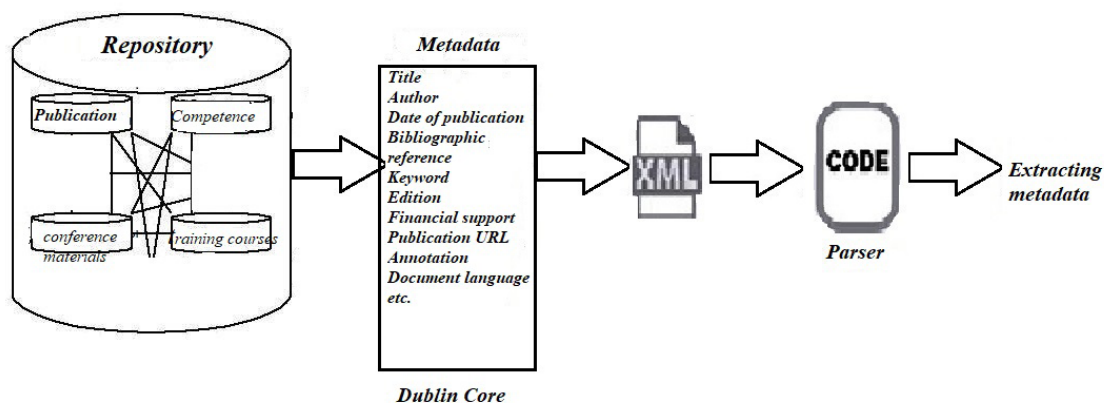 Repository
Publication
Competence
conference
materials
Training courses
Metadata
Title
Author
Date of publication
Bibliographic
reference
Keyword
Edition
Financial support
Publication URL
Annotation
Document language
etc.
Dublin Core
XML
CODE
Parser
Extracting
metadata